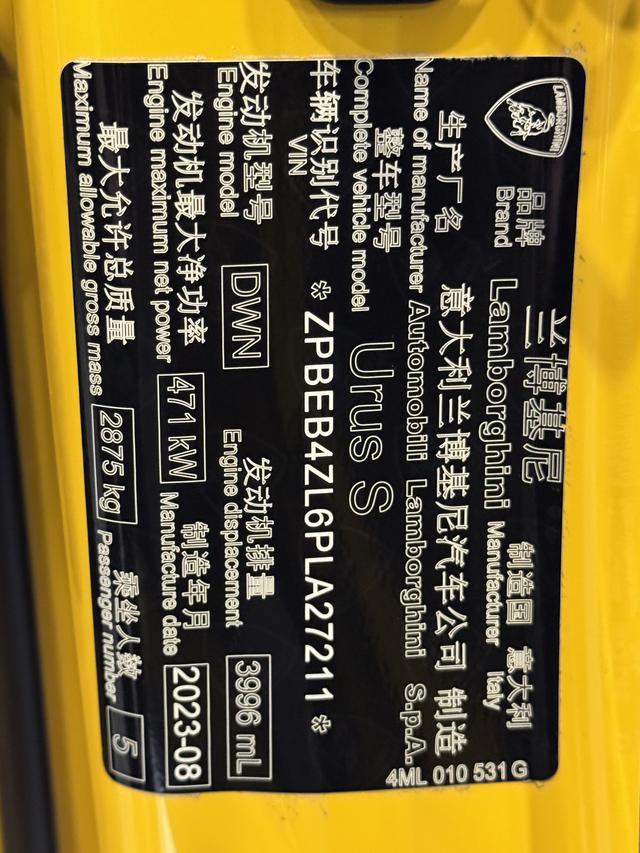 LAMBORGHINI
品牌 兰博基尼 制造国 意大利
Brand Lamborghini Manufacturer Italy
生产厂名 意大利兰博基尼汽车公司 制造
Name of manufacturer Automobili Lamborghini S.p.A.
整车型号 Urus S
Complete vehicle model
车辆识别代号 * ZPBEB4ZL6PLA27211 *
VIN
发动机型号 DWN 发动机排量 3996 mL
Engine model Engine displacement
发动机最大净功率 471 kW 制造年月 2023-08
Engine maximum net power Manufacture date
最大允许总质量 2875 kg 乘坐人数 5
Maximum allowable gross mass Passenger number
4ML 010 531 G